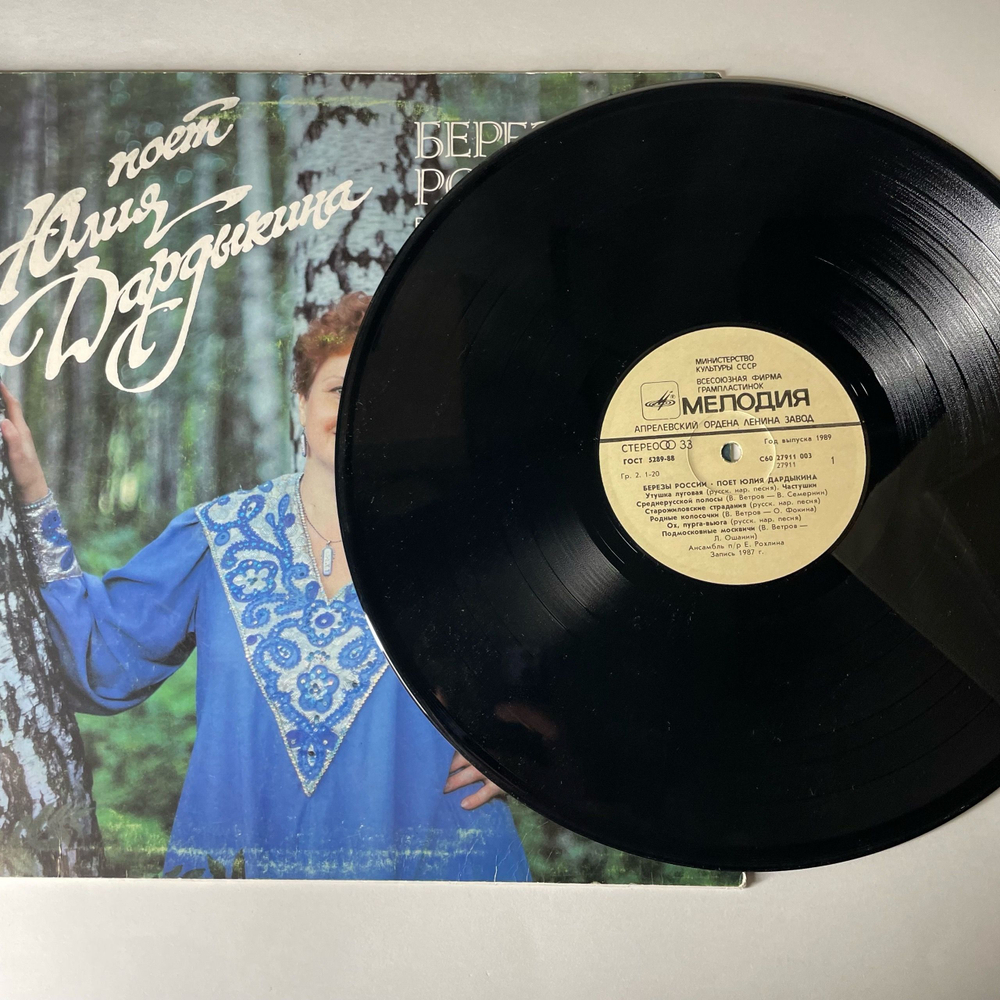 поет
Юлия
Дардыкина
БЕРЕЗ
РО
МИНИСТЕРСТВО
КУЛЬТУРЫ СССР
ВСЕСОЮЗНАЯ ФИРМА
ГРАМПЛАСТИНОК
МЕЛОДИЯ
АПРЕЛЕВСКИЙ ОРДЕНА ЛЕНИНА ЗАВОД
СТЕРЕО 33
Год выпуска 1989
ГОСТ 5289-88
С60 27911 003
27911
Гр. 2. 1-20
1
БЕРЕЗЫ РОССИИ • ПОЕТ ЮЛИЯ ДАРДЫКИНА
Утушка луговая (русск. нар. песня). Частушки
Среднерусской полосы (В. Ветров — В. Семернин)
Старожиловские страдания (русск. нар. песня)
Родные колосочки (В. Ветров — О. Фокина)
Ох, пурга-вьюга (русск. нар. песня)
Подмосковные москвичи (В. Ветров —
Л. Ошанин)
Ансамбль п/р Е. Рохлина
Запись 1987 г.